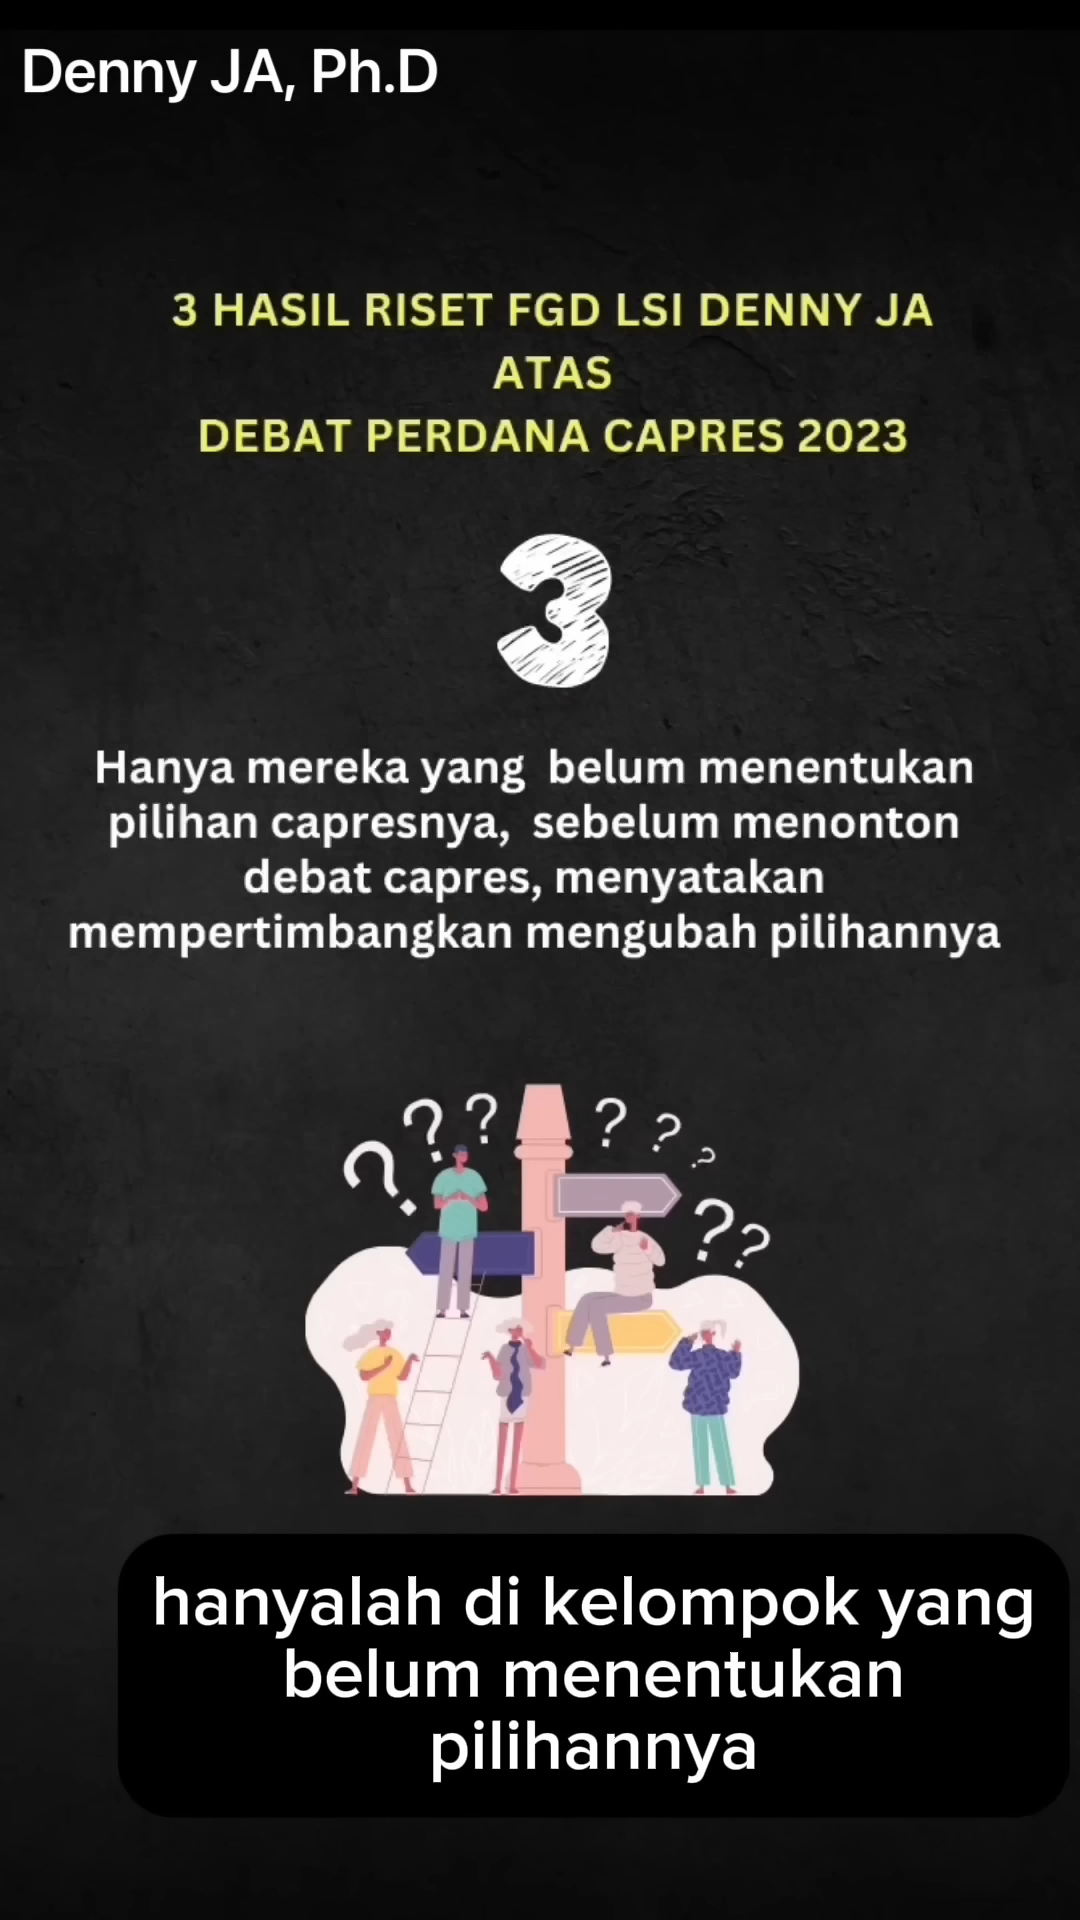 Denny JA, Ph.D
3 HASIL RISET FGD LSI DENNY JA
ATAS
DEBAT PERDANA CAPRES 2023
3
Hanya mereka yang belum menentukan
pilihan capresnya, sebelum menonton
debat capres, menyatakan
mempertimbangkan mengubah pilihannya
? ? ? ? ? ? ? ?
hanyalah di kelompok yang
belum menentukan
pilihannya